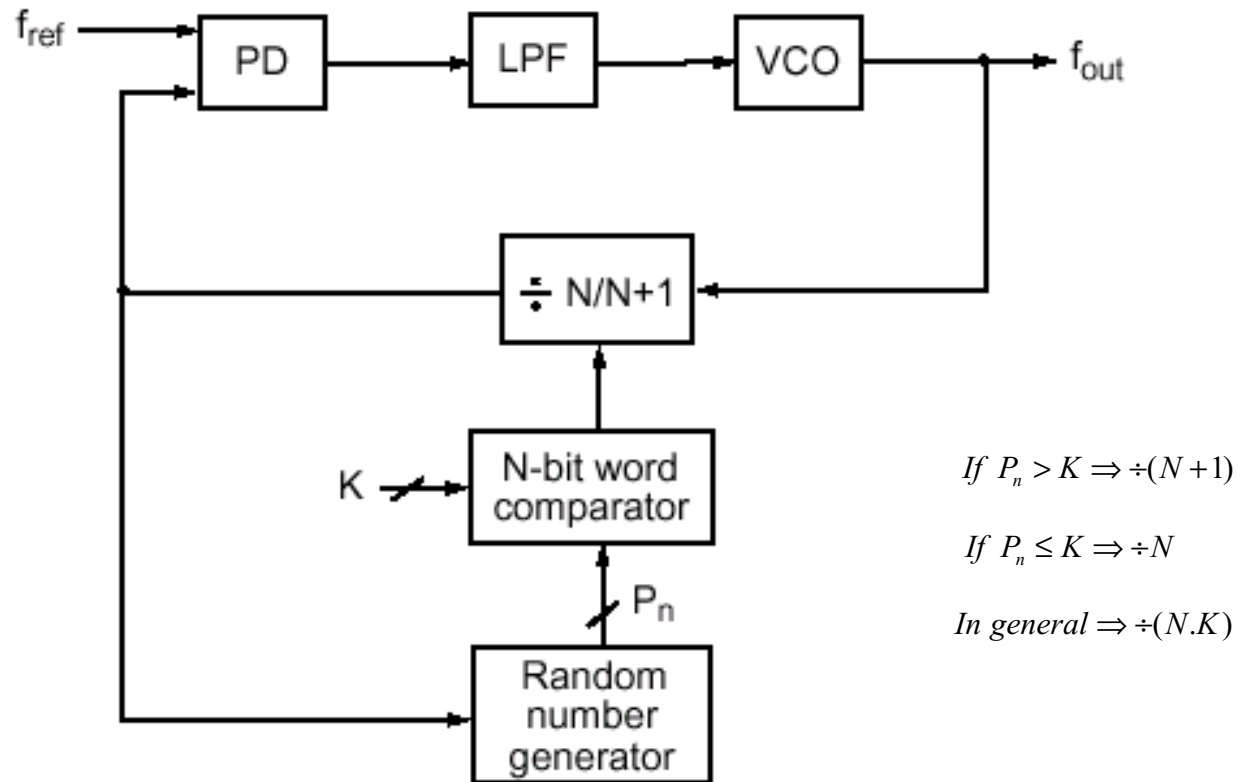 f_ref
PD
LPF
VCO
f_out
÷ N/N+1
K
N-bit word
comparator
If P_n > K ⇒ ÷(N+1)
If P_n ≤ K ⇒ ÷N
In general ⇒ ÷(N.K)
P_n
Random
number
generator